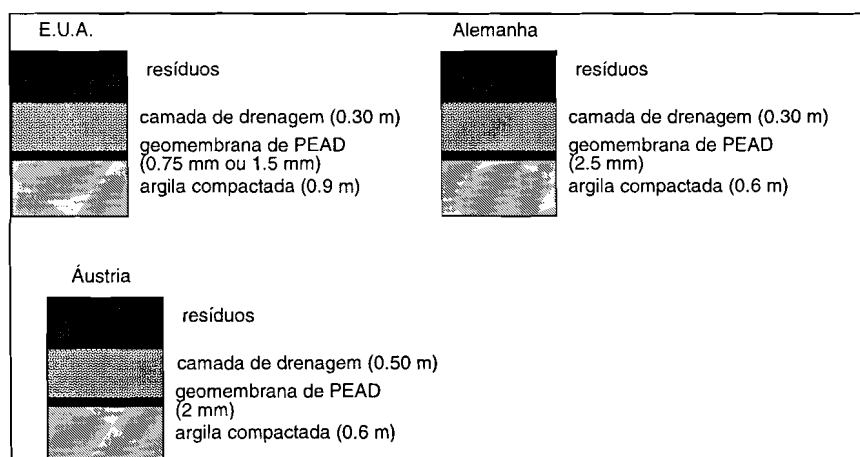 E.U.A.
resíduos
camada de drenagem (0.30 m)
geomembrana de PEAD
(0.75 mm ou 1.5 mm)
argila compactada (0.9 m)
Alemanha
resíduos
camada de drenagem (0.30 m)
geomembrana de PEAD
(2.5 mm)
argila compactada (0.6 m)
Áustria
resíduos
camada de drenagem (0.50 m)
geomembrana de PEAD
(2 mm)
argila compactada (0.6 m)